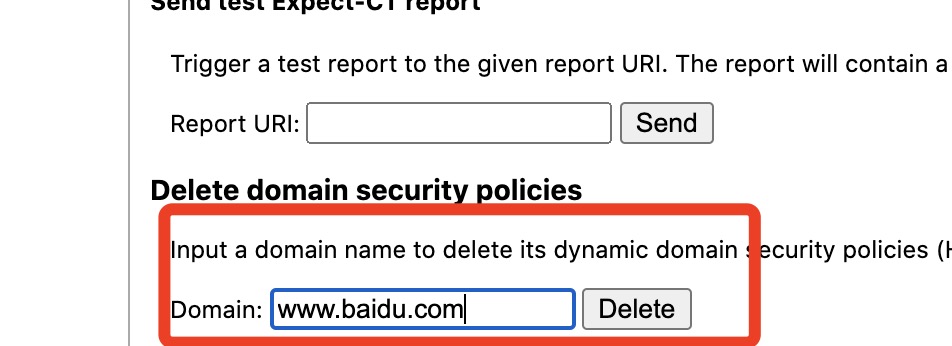 Send test Expect-CT report
Trigger a test report to the given report URI. The report will contain a
Report URI: Send
Delete domain security policies
Input a domain name to delete its dynamic domain security policies (H
Domain: www.baidu.com Delete